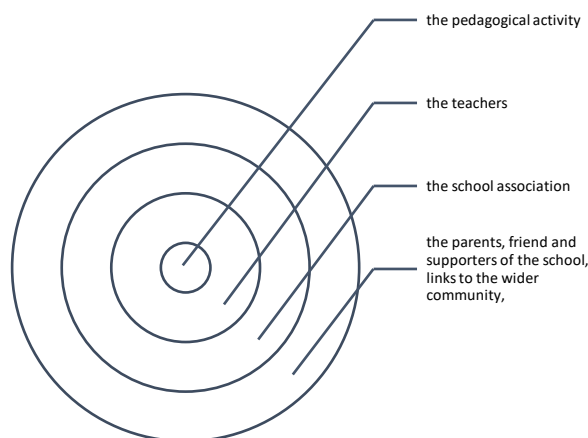 the pedagogical activity
the teachers
the school association
the parents, friend and
supporters of the school,
links to the wider
community,